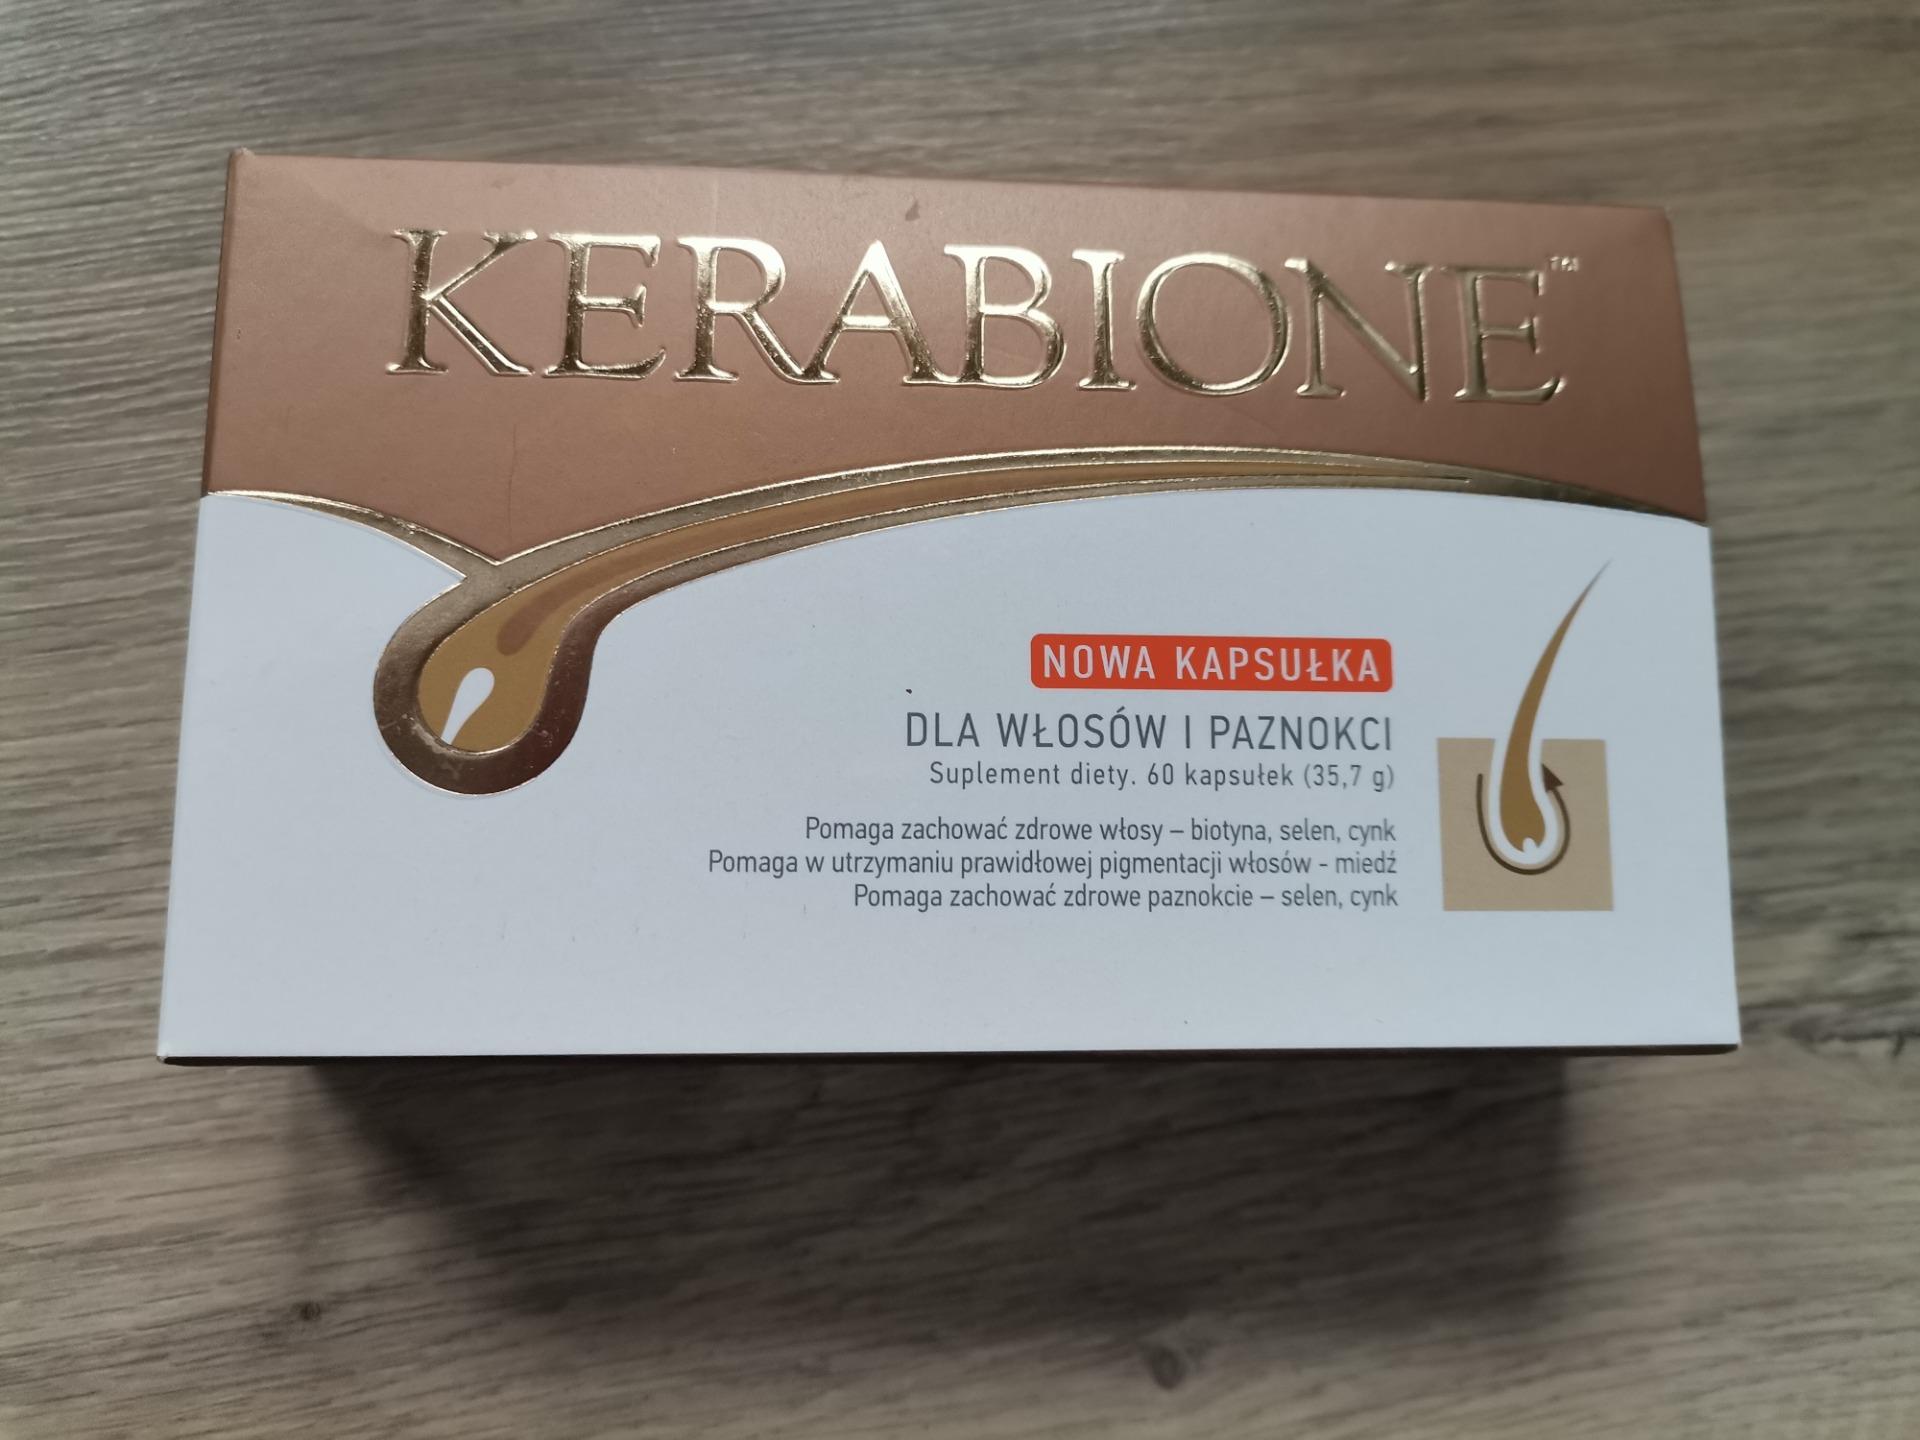 KERABIONE™
NOWA KAPSUŁKA
DLA WŁOSÓW I PAZNOKCI
Suplement diety. 60 kapsułek (35,7 g)
Pomaga zachować zdrowe włosy – biotyna, selen, cynk
Pomaga w utrzymaniu prawidłowej pigmentacji włosów - miedź
Pomaga zachować zdrowe paznokcie – selen, cynk